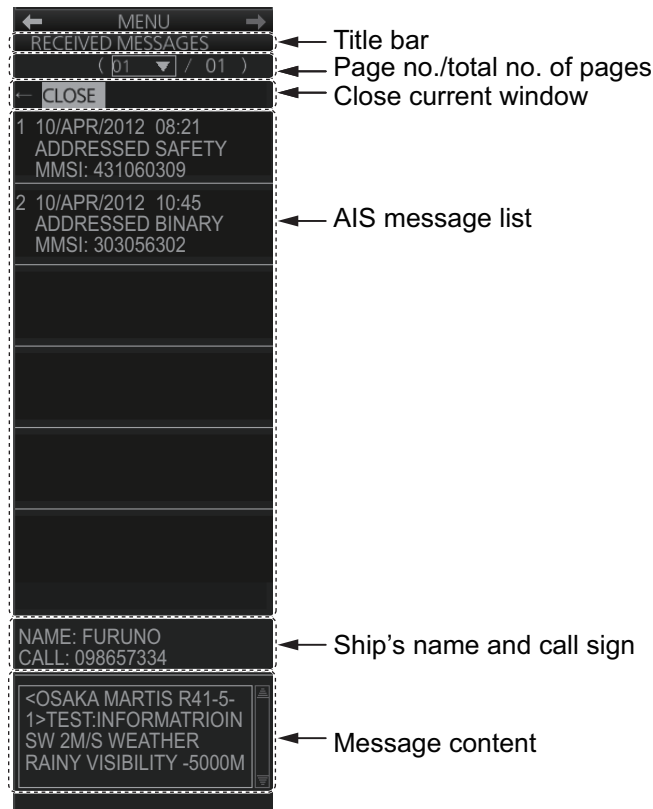 MENU
RECEIVED MESSAGES
Title bar
( 01 ▼ / 01 )
Page no./total no. of pages
← CLOSE
Close current window
1 10/APR/2012 08:21
ADDRESSED SAFETY
MMSI: 431060309
2 10/APR/2012 10:45
ADDRESSED BINARY
MMSI: 303056302
AIS message list
NAME: FURUNO
CALL: 098657334
Ship's name and call sign
<OSAKA MARTIS R41-5-
1>TEST:INFORMATRIOIN
SW 2M/S WEATHER
RAINY VISIBILITY -5000M
Message content